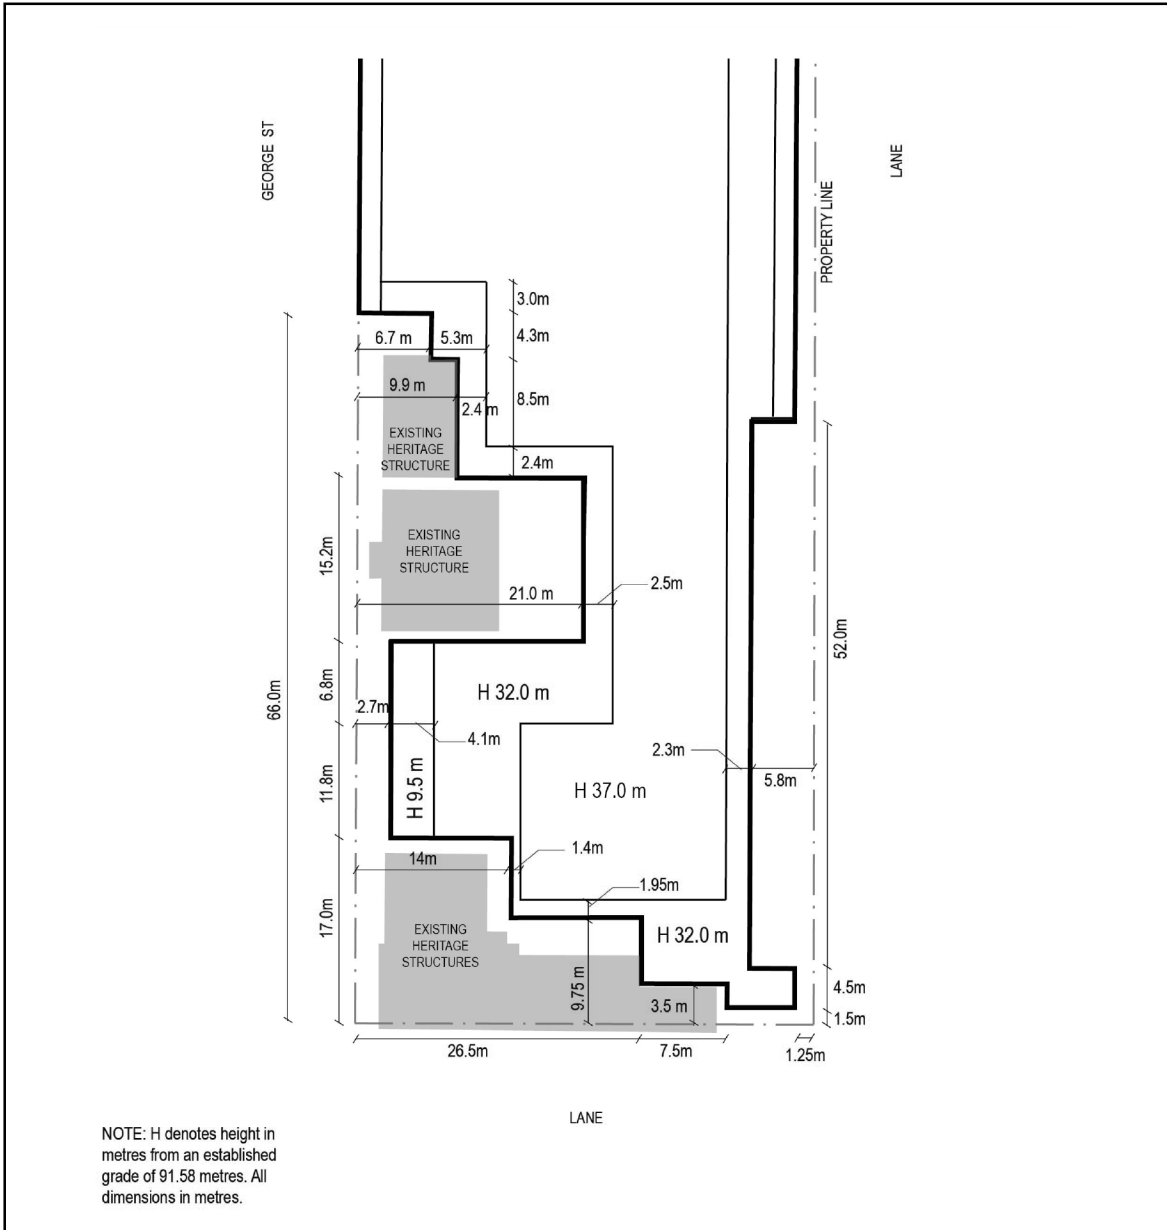 GEORGE ST
LANE
PROPERTY LINE
3.0m
6.7 m
5.3m
4.3m
9.9 m
2.4 m
8.5m
EXISTING
HERITAGE
STRUCTURE
2.4m
EXISTING
HERITAGE
STRUCTURE
15.2m
21.0 m
2.5m
52.0m
66.0m
6.8m
H 32.0 m
2.7m
4.1m
2.3m
5.8m
11.8m
H 9.5 m
H 37.0 m
14m
1.4m
1.95m
17.0m
EXISTING
HERITAGE
STRUCTURES
H 32.0 m
9.75 m
3.5 m
4.5m
1.5m
26.5m
7.5m
1.25m
LANE
NOTE: H denotes height in
metres from an established
grade of 91.58 metres. All
dimensions in metres.